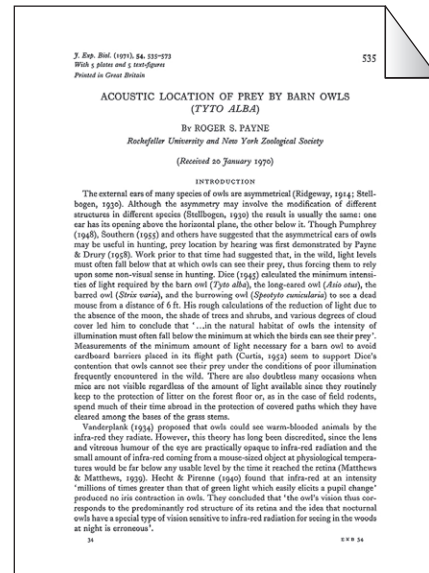 J. Exp. Biol. (1971), 54, 535-573
With 5 plates and 5 text-figures
Printed in Great Britain
535
ACOUSTIC LOCATION OF PREY BY BARN OWLS
(TYTO ALBA)
By ROGER S. PAYNE
Rockefeller University and New York Zoological Society
(Received 20 January 1970)
INTRODUCTION
The external ears of many species of owls are asymmetrical (Ridgeway, 1914; Stell-
bogen, 1930). Although the asymmetry may involve the modification of different
structures in different species (Stellbogen, 1930) the result is usually the same: one
ear has its opening above the horizontal plane, the other below it. Though Pumphrey
(1948), Southern (1955) and others have suggested that the asymmetrical ears of owls
may be useful in hunting, prey location by hearing was first demonstrated by Payne
& Drury (1958). Work prior to that time had suggested that, in the wild, light levels
must often fall below that at which owls can see their prey, thus forcing them to rely
upon some non-visual sense in hunting. Dice (1945) calculated the minimum intensi-
ties of light required by the barn owl (Tyto alba), the long-eared owl (Asio otus), the
barred owl (Strix varia), and the burrowing owl (Speotyto cunicularia) to see a dead
mouse from a distance of 6 ft. His rough calculations of the reduction of light due to
the absence of the moon, the shade of trees and shrubs, and various degrees of cloud
cover led him to conclude that '...in the natural habitat of owls the intensity of
illumination must often fall below the minimum at which the birds can see their prey'.
Measurements of the minimum amount of light necessary for a barn owl to avoid
cardboard barriers placed in its flight path (Curtis, 1952) seem to support Dice's
contention that owls cannot see their prey under the conditions of poor illumination
frequently encountered in the wild. There are also doubtless many occasions when
mice are not visible regardless of the amount of light available since they routinely
keep to the protection of litter on the forest floor or, as in the case of field rodents,
spend much of their time abroad in the protection of covered paths which they have
cleared among the bases of the grass stems.
Vanderplank (1934) proposed that owls could see warm-blooded animals by the
infra-red they radiate. However, this theory has long been discredited, since the lens
and vitreous humour of the eye are practically opaque to infra-red radiation and the
small amount of infra-red coming from a mouse-sized object at physiological tempera-
tures would be far below any usable level by the time it reached the retina (Matthews
& Matthews, 1939). Hecht & Pirenne (1940) found that infra-red at an intensity
'millions of times greater than that of green light which easily elicits a pupil change'
produced no iris contraction in owls. They concluded that 'the owl's vision thus cor-
responds to the predominantly rod structure of its retina and the idea that nocturnal
owls have a special type of vision sensitive to infra-red radiation for seeing in the woods
at night is erroneous'.
34
EXB 54